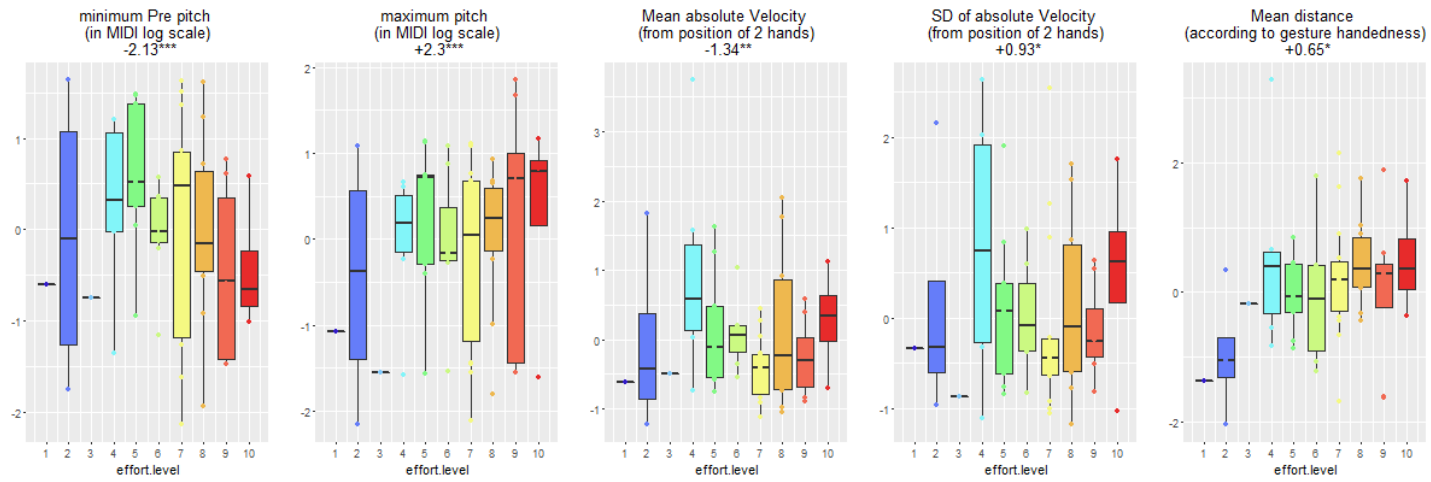 minimum Pre pitch
(in MIDI log scale)
-2.13***
1
0
-1
-2
1 2 3 4 5 6 7 8 9 10
effort.level
maximum pitch
(in MIDI log scale)
+2.3***
2
1
0
-1
-2
1 2 3 4 5 6 7 8 9 10
effort.level
Mean absolute Velocity
(from position of 2 hands)
-1.34**
3
2
1
0
-1
1 2 3 4 5 6 7 8 9 10
effort.level
SD of absolute Velocity
(from position of 2 hands)
+0.93*
2
1
0
-1
1 2 3 4 5 6 7 8 9 10
effort.level
Mean distance
(according to gesture handedness)
+0.65*
2
0
-2
1 2 3 4 5 6 7 8 9 10
effort.level